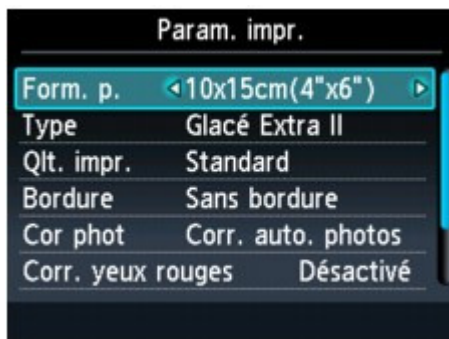 Param. impr.
Form. p. 10x15cm(4"x6")
Type Glacé Extra II
Qlt. impr. Standard
Bordure Sans bordure
Cor phot Corr. auto. photos
Corr. yeux rouges Désactivé